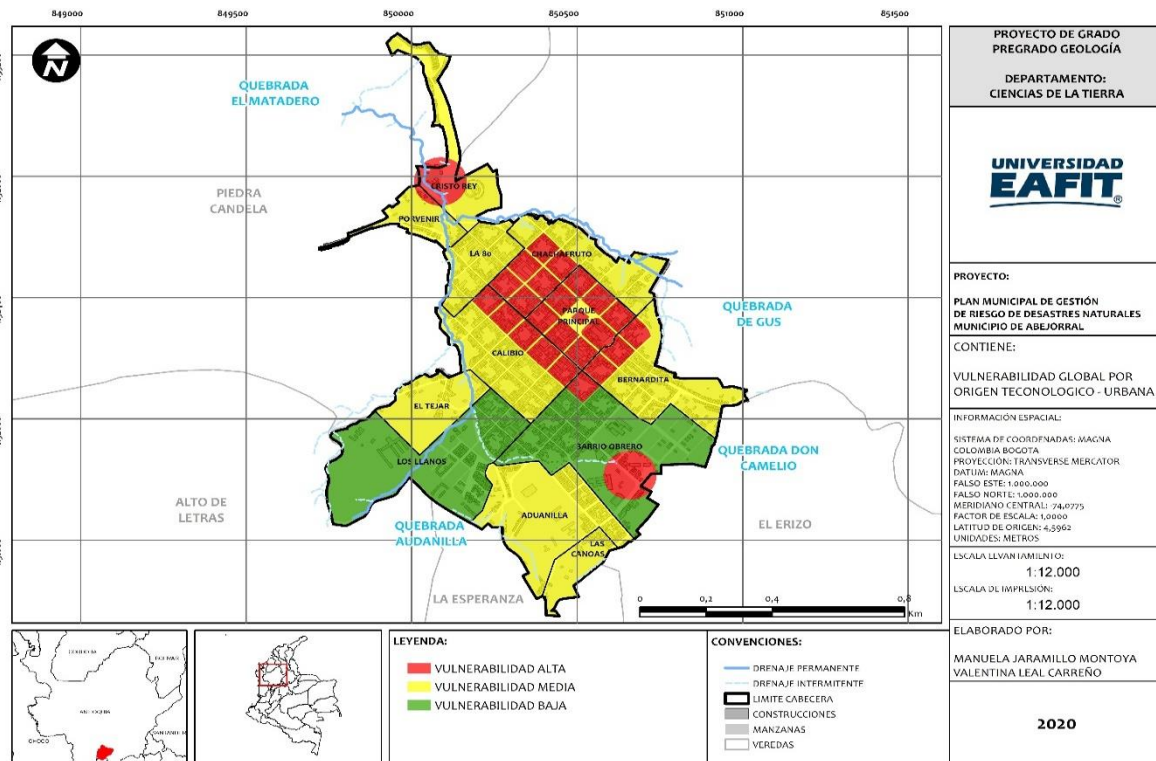 849000
849500
850000
850500
851000
851500
N
QUEBRADA
EL MATADERO
PIEDRA
CANDELA
CRISTO REY
PORVENIR
LA 80
CHACHAFRUTO
PARQUE
PRINCIPAL
QUEBRADA
DE GUS
CALIBIO
BERNARDITA
EL TEJAR
BARRIO OBRERO
QUEBRADA DON
CAMELIO
LOS LLANOS
ALTO DE
LETRAS
QUEBRADA
AUDANILLA
ADUANILLA
LAS
CANOAS
EL ERIZO
LA ESPERANZA
0
0,2
0,4
0,8
Km
PROYECTO DE GRADO
PREGRADO GEOLOGÍA
DEPARTAMENTO:
CIENCIAS DE LA TIERRA
UNIVERSIDAD
EAFIT®
PROYECTO:
PLAN MUNICIPAL DE GESTIÓN
DE RIESGO DE DESASTRES NATURALES
MUNICIPIO DE ABEJORRAL
CONTIENE:
VULNERABILIDAD GLOBAL POR
ORIGEN TECONOLOGICO - URBANA
INFORMACIÓN ESPACIAL:
SISTEMA DE COORDENADAS: MAGNA
COLOMBIA BOGOTA
PROYECCIÓN: TRANSVERSE MERCATOR
DATUM: MAGNA
FALSO ESTE: 1.000.000
FALSO NORTE: 1.000.000
MERIDIANO CENTRAL: -74,0775
FACTOR DE ESCALA: 1,0000
LATITUD DE ORIGEN: 4,5962
UNIDADES: METROS
ESCALA LEVANTAMIENTO:
1:12.000
ESCALA DE IMPRESIÓN:
1:12.000
ELABORADO POR:
MANUELA JARAMILLO MONTOYA
VALENTINA LEAL CARREÑO
2020
ANTIOQUIA
CHOCO
LEYENDA:
VULNERABILIDAD ALTA
VULNERABILIDAD MEDIA
VULNERABILIDAD BAJA
CONVENCIONES:
DRENAJE PERMANENTE
DRENAJE INTERMITENTE
LIMITE CABECERA
CONSTRUCCIONES
MANZANAS
VEREDAS